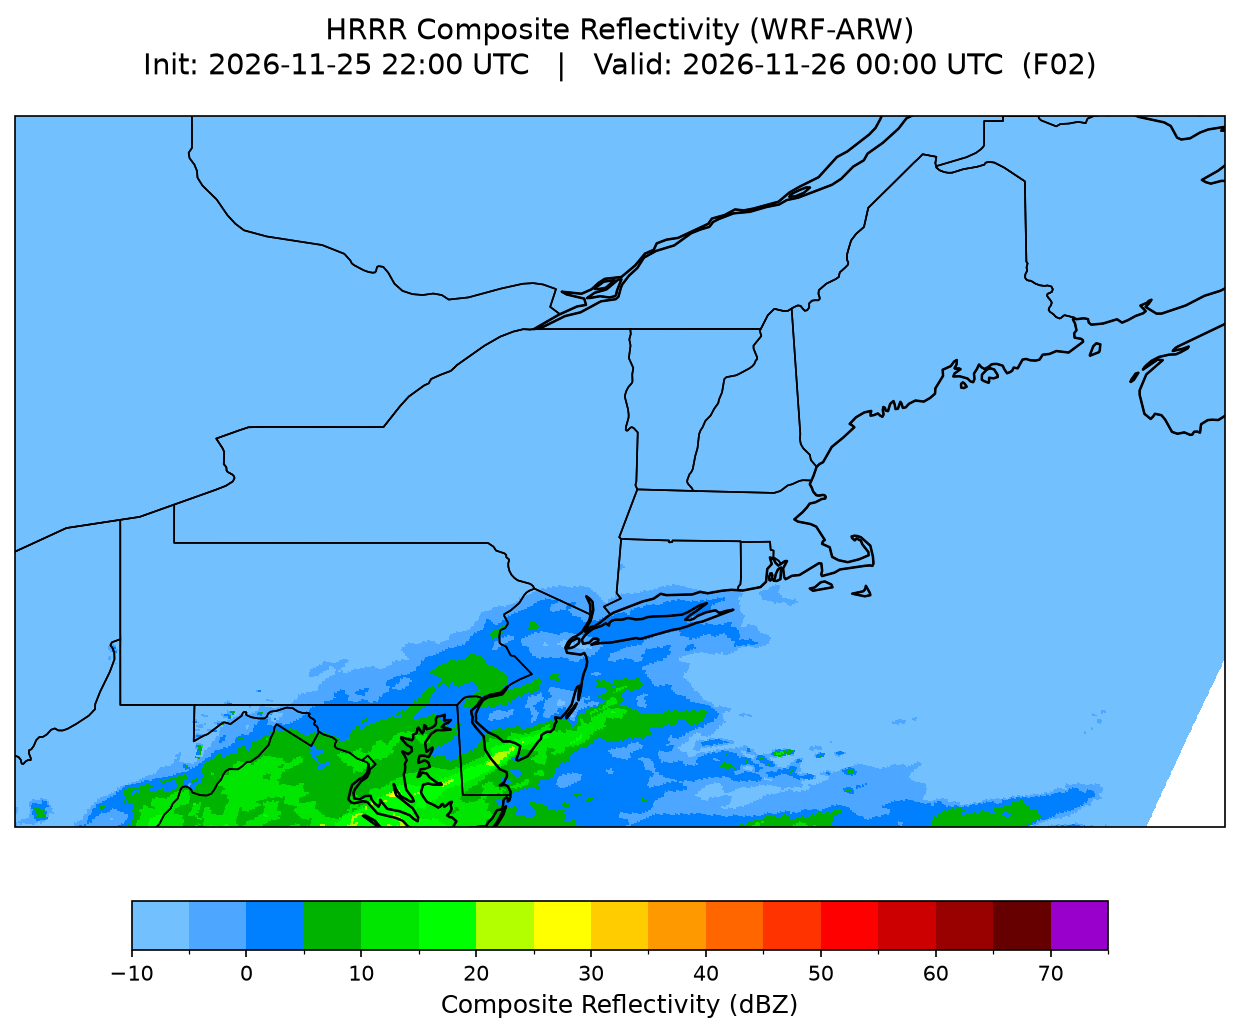 HRRR Composite Reflectivity (WRF-ARW)
Init: 2026-11-25 22:00 UTC   |   Valid: 2026-11-26 00:00 UTC  (F02)
−10 0 10 20 30 40 50 60 70
Composite Reflectivity (dBZ)